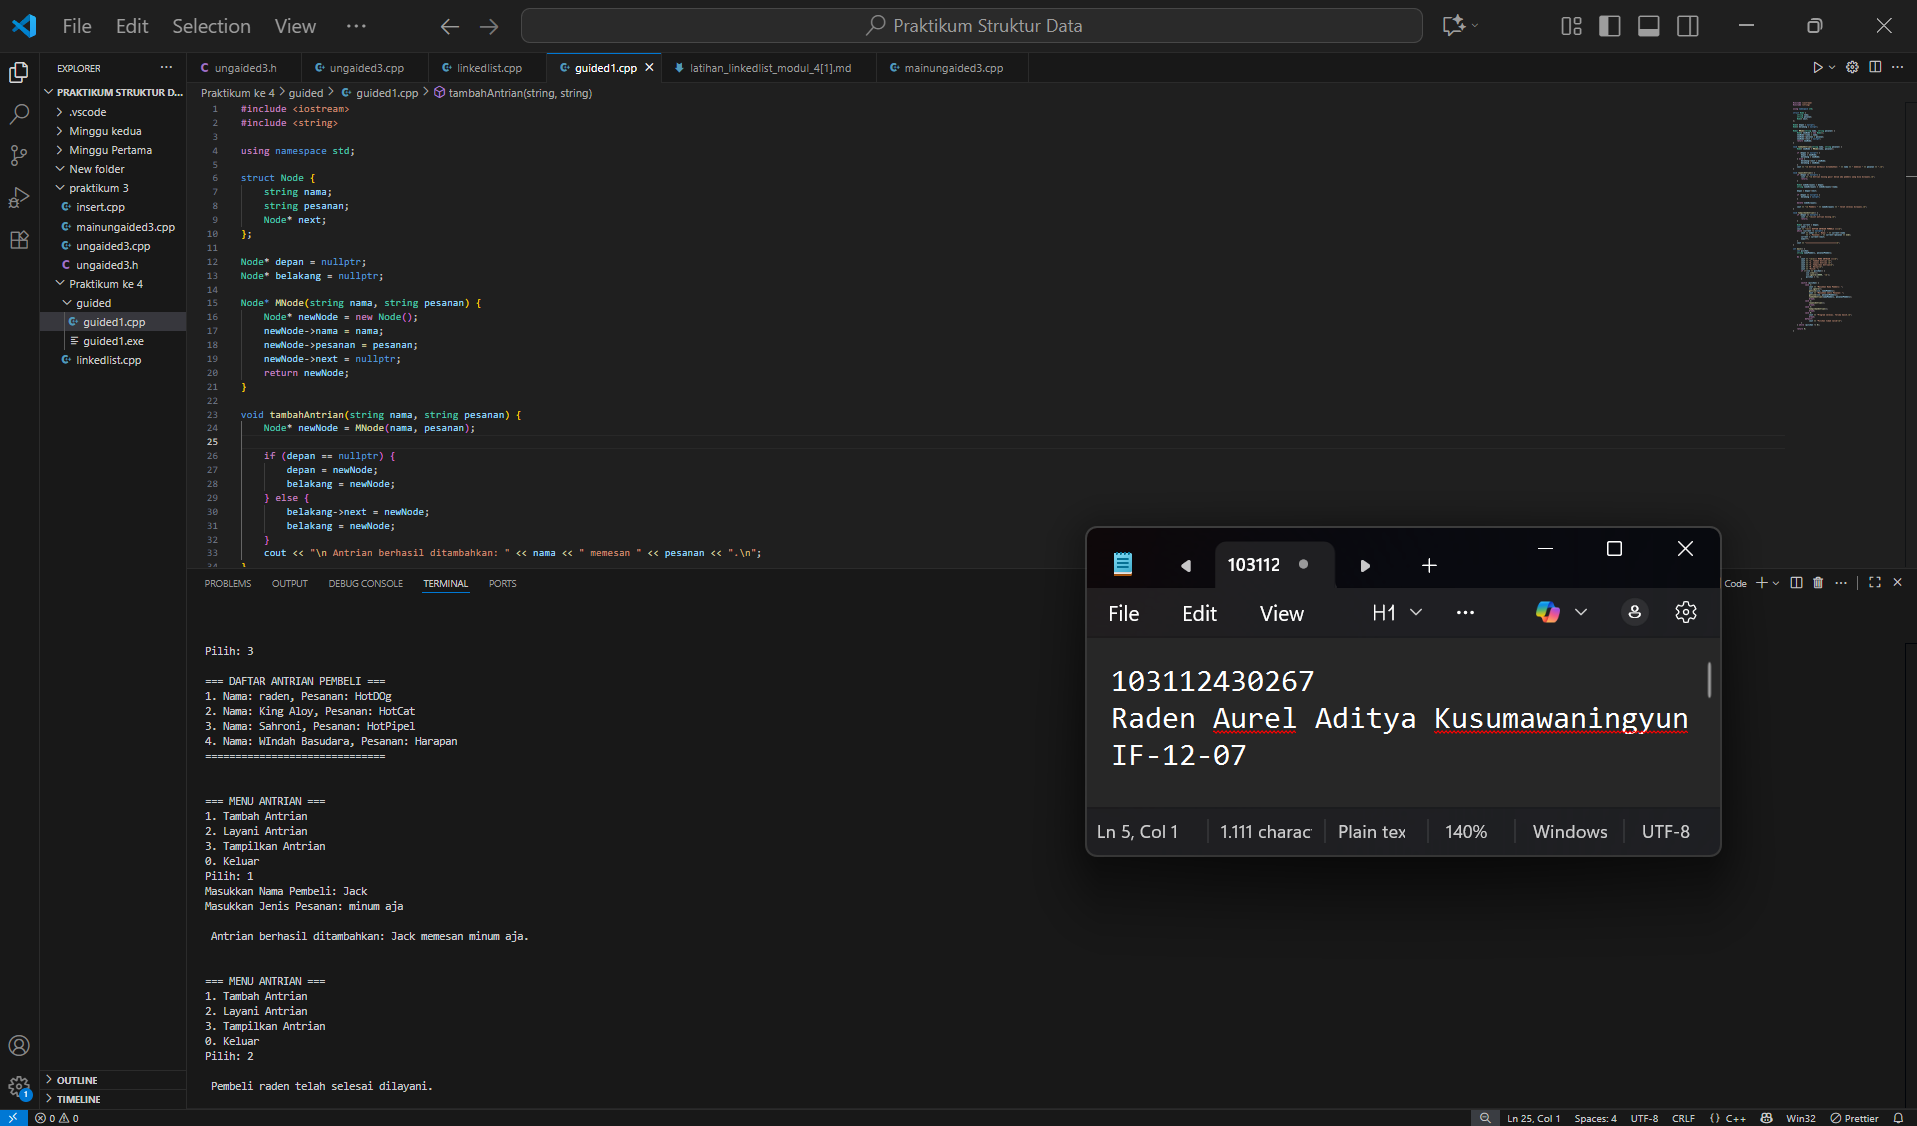 File Edit Selection View ··· Praktikum Struktur Data
EXPLORER ···
PRAKTIKUM STRUKTUR D...
.vscode
Minggu kedua
Minggu Pertama
New folder
praktikum 3
insert.cpp
mainungaided3.cpp
ungaided3.cpp
ungaided3.h
Praktikum ke 4
guided
guided1.cpp
guided1.exe
linkedlist.cpp
OUTLINE
TIMELINE
ungaided3.h ungaided3.cpp linkedlist.cpp guided1.cpp latihan_linkedlist_modul_4[1].md mainungaided3.cpp
Praktikum ke 4 > guided > guided1.cpp > tambahAntrian(string, string)
1 #include <iostream>
2 #include <string>
3
4 using namespace std;
5
6 struct Node {
7 string nama;
8 string pesanan;
9 Node* next;
10 };
11
12 Node* depan = nullptr;
13 Node* belakang = nullptr;
14
15 Node* MNode(string nama, string pesanan) {
16 Node* newNode = new Node();
17 newNode->nama = nama;
18 newNode->pesanan = pesanan;
19 newNode->next = nullptr;
20 return newNode;
21 }
22
23 void tambahAntrian(string nama, string pesanan) {
24 Node* newNode = MNode(nama, pesanan);
25
26 if (depan == nullptr) {
27 depan = newNode;
28 belakang = newNode;
29 } else {
30 belakang->next = newNode;
31 belakang = newNode;
32 }
33 cout << "\n Antrian berhasil ditambahkan: " << nama << " memesan " << pesanan << ".\n";
34 }
PROBLEMS OUTPUT DEBUG CONSOLE TERMINAL PORTS
Code
Pilih: 3
=== DAFTAR ANTRIAN PEMBELI ===
1. Nama: raden, Pesanan: HotDOg
2. Nama: King Aloy, Pesanan: HotCat
3. Nama: Sahroni, Pesanan: HotPipel
4. Nama: WIndah Basudara, Pesanan: Harapan
==============================
=== MENU ANTRIAN ===
1. Tambah Antrian
2. Layani Antrian
3. Tampilkan Antrian
0. Keluar
Pilih: 1
Masukkan Nama Pembeli: Jack
Masukkan Jenis Pesanan: minum aja
Antrian berhasil ditambahkan: Jack memesan minum aja.
=== MENU ANTRIAN ===
1. Tambah Antrian
2. Layani Antrian
3. Tampilkan Antrian
0. Keluar
Pilih: 2
Pembeli raden telah selesai dilayani.
103112
File Edit View H1 ···
103112430267
Raden Aurel Aditya Kusumawaningyun
IF-12-07
Ln 5, Col 1 1.111 charac Plain tex 140% Windows UTF-8
1
0 0 Ln 25, Col 1 Spaces: 4 UTF-8 CRLF {} C++ Win32 Prettier